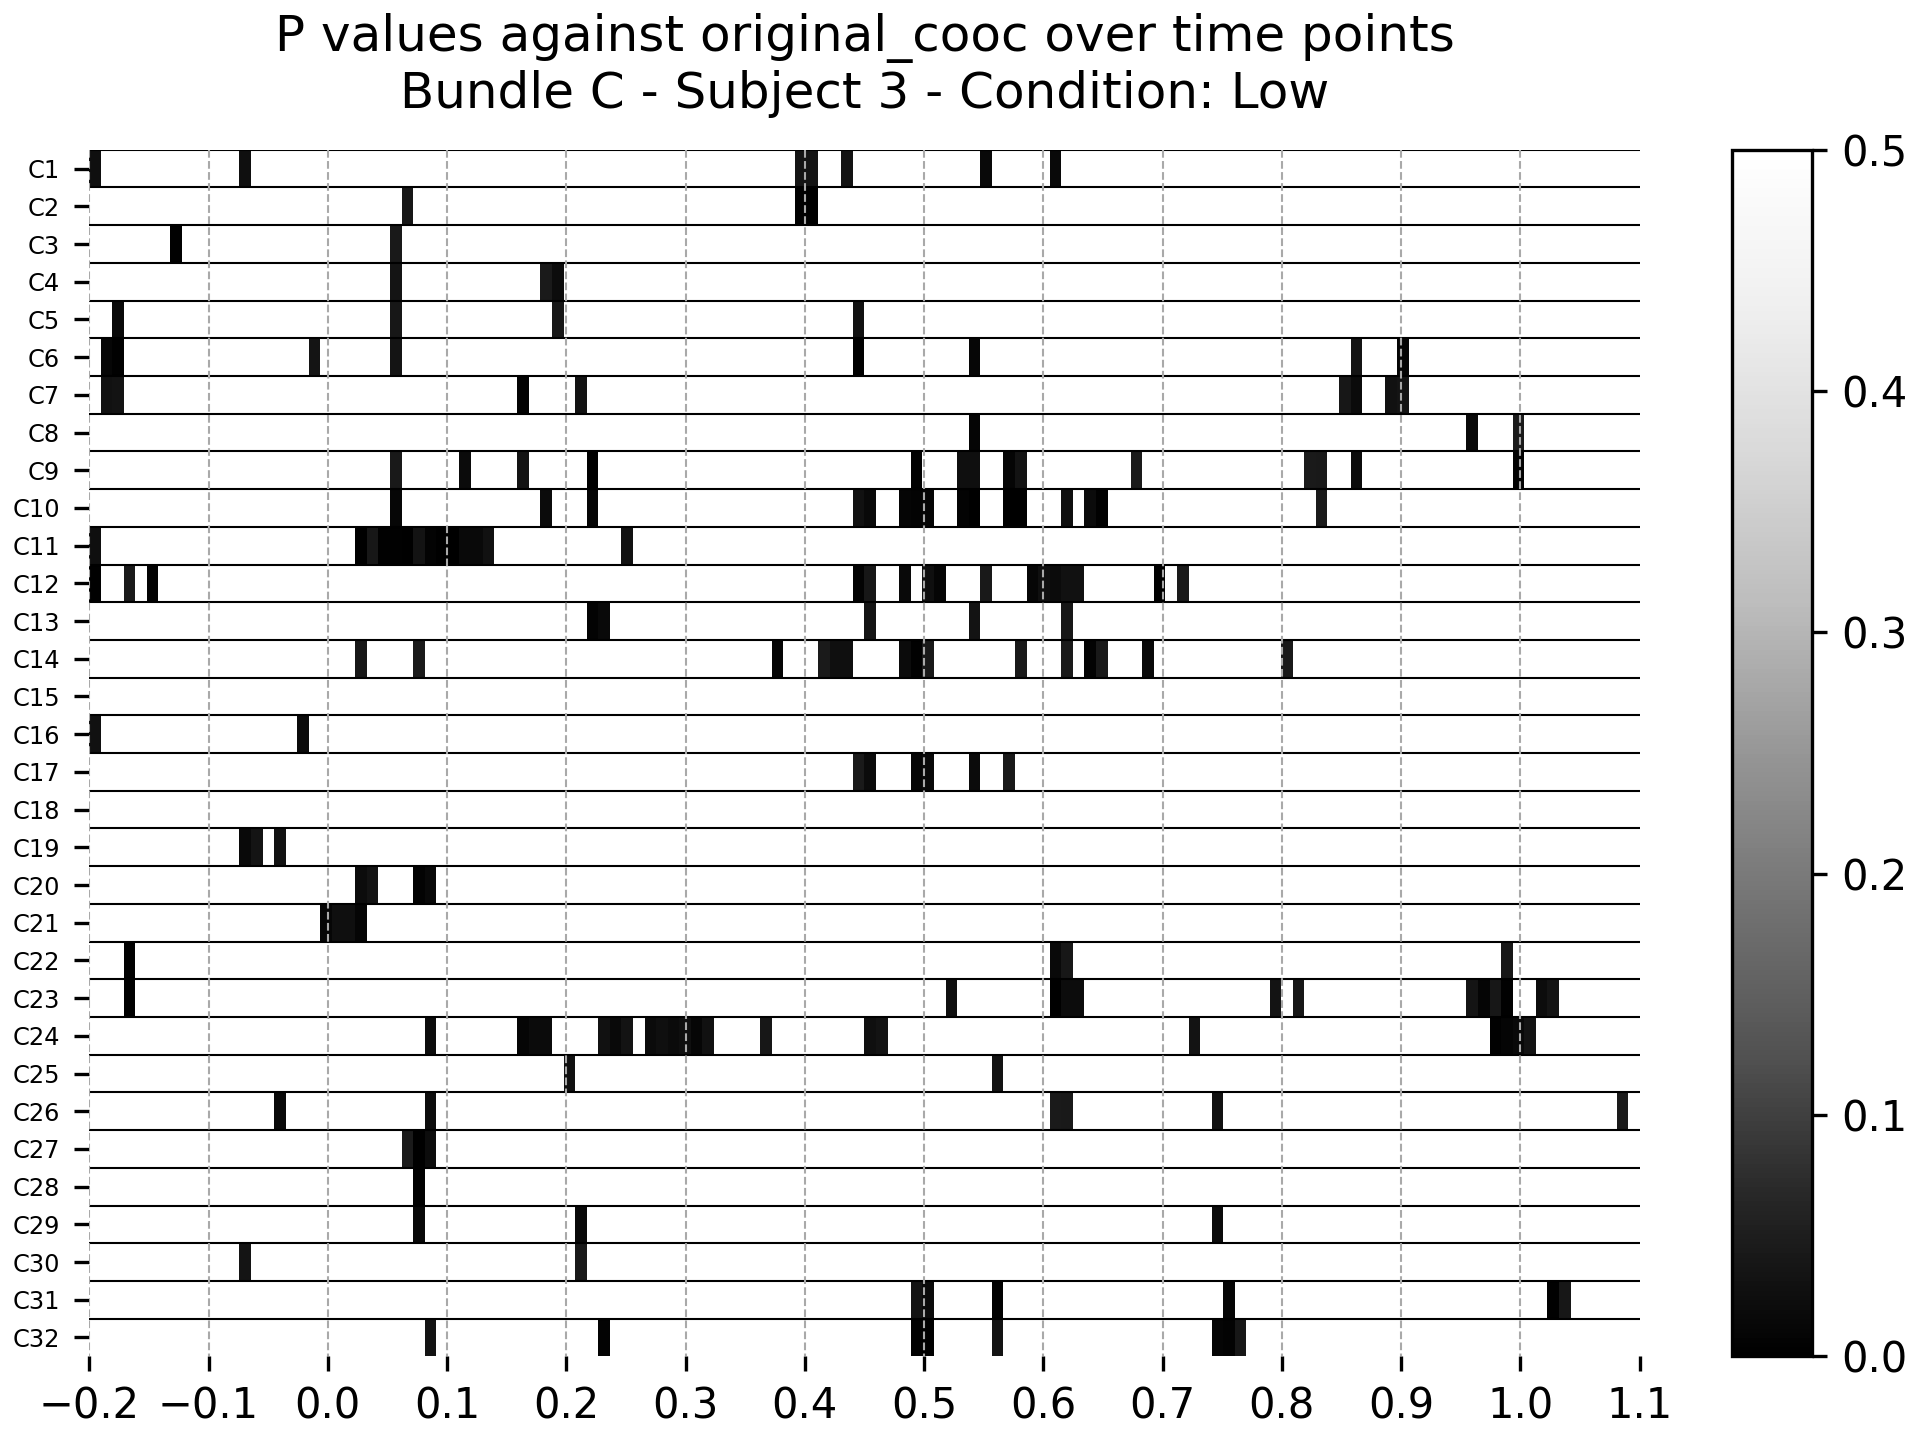 P values against original_cooc over time points
Bundle C - Subject 3 - Condition: Low
C1
C2
C3
C4
C5
C6
C7
C8
C9
C10
C11
C12
C13
C14
C15
C16
C17
C18
C19
C20
C21
C22
C23
C24
C25
C26
C27
C28
C29
C30
C31
C32
−0.2 −0.1 0.0 0.1 0.2 0.3 0.4 0.5 0.6 0.7 0.8 0.9 1.0 1.1
0.5
0.4
0.3
0.2
0.1
0.0